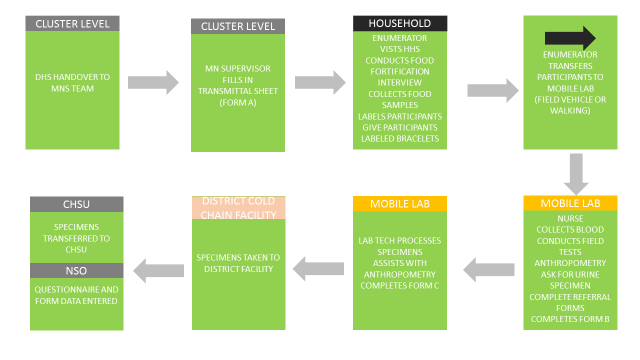 CLUSTER LEVEL
DHS HANDOVER TO
MNS TEAM
CLUSTER LEVEL
MN SUPERVISOR
FILLS IN
TRANSMITTAL SHEET
(FORM A)
HOUSEHOLD
ENUMERATOR
VISTS HHS
CONDUCTS FOOD
FORTIFICATION
INTERVIEW
COLLECTS FOOD
SAMPLES
LABELS PARTICIPANTS
GIVE PARTICIPANTS
LABELED BRACELETS
ENUMERATOR
TRANSFERS
PARTICIPANTS TO
MOBILE LAB
(FIELD VEHICLE OR
WALKING)
MOBILE LAB
NURSE
COLLECTS BLOOD
CONDUCTS FIELD
TESTS
ANTHROPOMETRY
ASK FOR URINE
SPECIMEN
COMPLETE REFERRAL
FORMS
COMPLETES FORM B
MOBILE LAB
LAB TECH PROCESSES
SPECIMENS
ASSISTS WITH
ANTHROPOMETRY
COMPLETES FORM C
DISTRICT COLD
CHAIN FACILITY
SPECIMENS TAKEN TO
DISTRICT FACILITY
CHSU
SPECIMENS
TRANSFERRED TO
CHSU
NSO
QUESTIONNAIRE AND
FORM DATA ENTERED